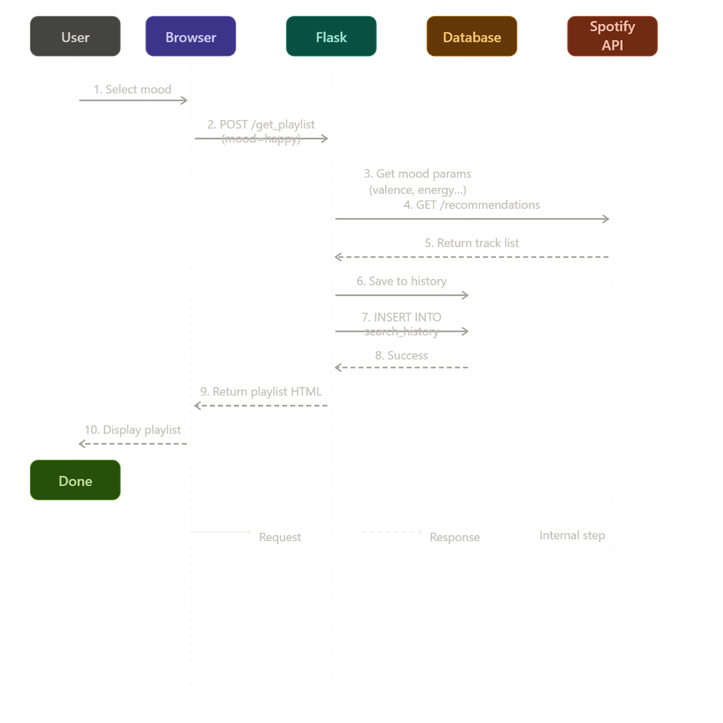 User
Browser
Flask
Database
Spotify
API
1. Select mood
2. POST /get_playlist
(mood=happy)
3. Get mood params
(valence, energy...)
4. GET /recommendations
5. Return track list
6. Save to history
7. INSERT INTO
search_history
8. Success
9. Return playlist HTML
10. Display playlist
Done
Request
Response
Internal step